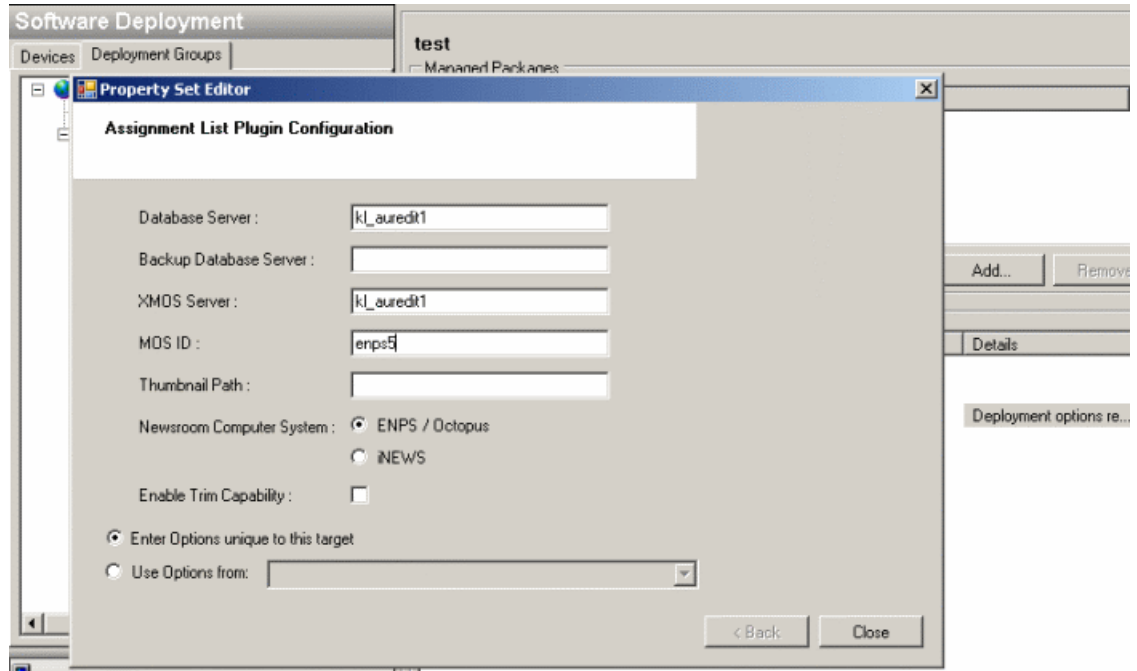 Software Deployment
Devices
Deployment Groups
test
Managed Packages
Property Set Editor
Assignment List Plugin Configuration
Database Server :
kl_auredit1
Backup Database Server :
XMOS Server :
kl_auredit1
MOS ID :
enps5
Thumbnail Path :
Newsroom Computer System :
ENPS / Octopus
iNEWS
Enable Trim Capability :
Enter Options unique to this target
Use Options from:
< Back
Close
Add...
Remove
Details
Deployment options re...